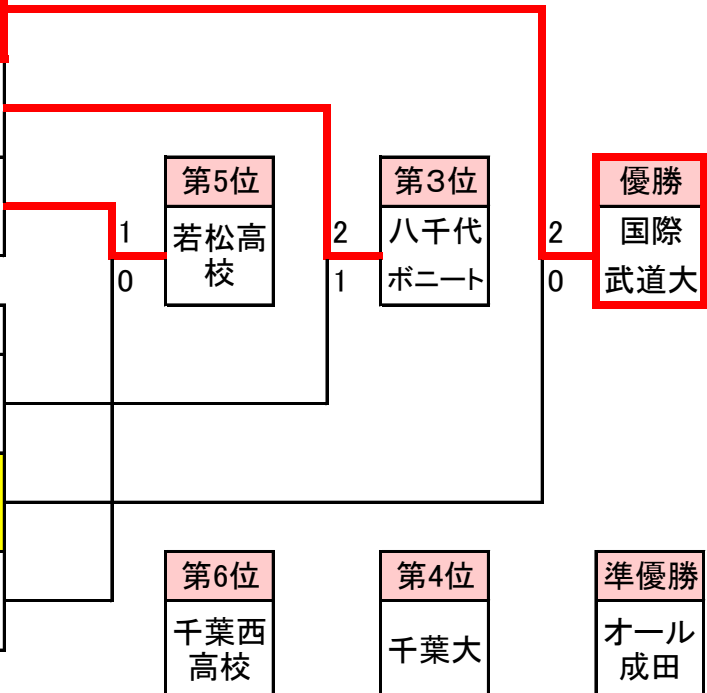 第5位
若松高
校
1
0
第３位
八千代
ボニート
2
1
優勝
国際
武道大
2
0
第6位
千葉西
高校
第4位
千葉大
準優勝
オール
成田